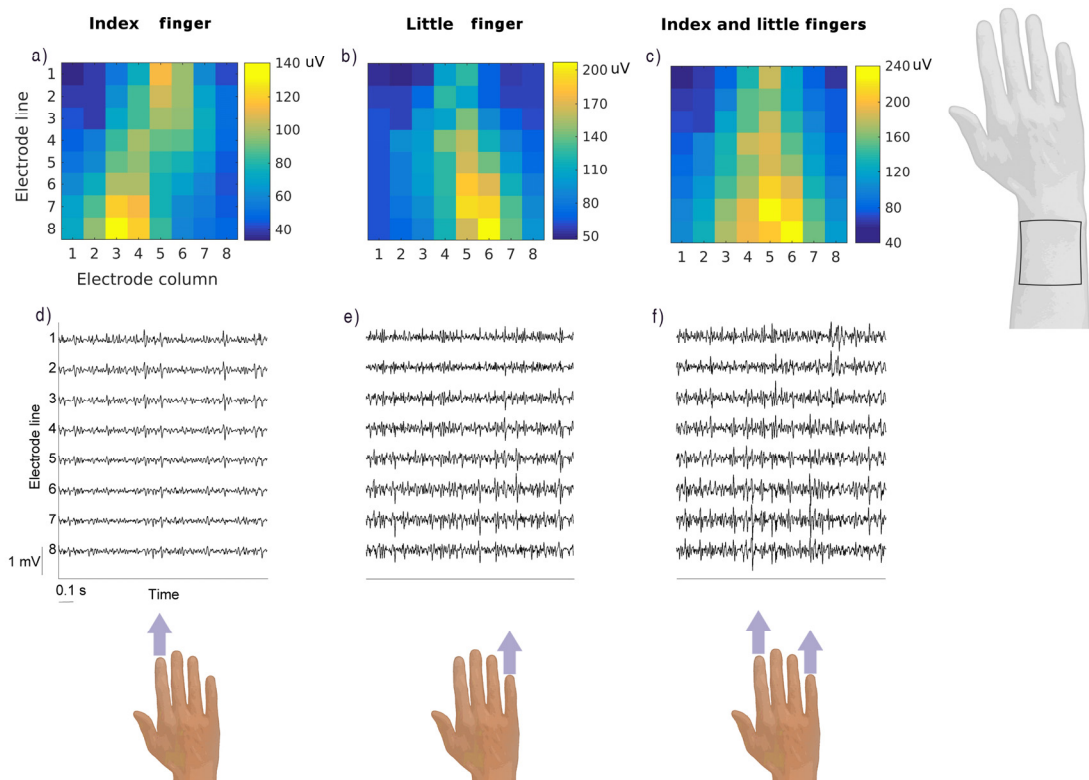 Index finger
Little finger
Index and little fingers
a)
140 uV
120
100
80
60
40
Electrode line
1
2
3
4
5
6
7
8
1 2 3 4 5 6 7 8
Electrode column
b)
200 uV
170
140
110
80
50
1 2 3 4 5 6 7 8
c)
240 uV
200
160
120
80
40
1 2 3 4 5 6 7 8
d)
Electrode line
1
2
3
4
5
6
7
8
1 mV
0.1 s
Time
e)
f)